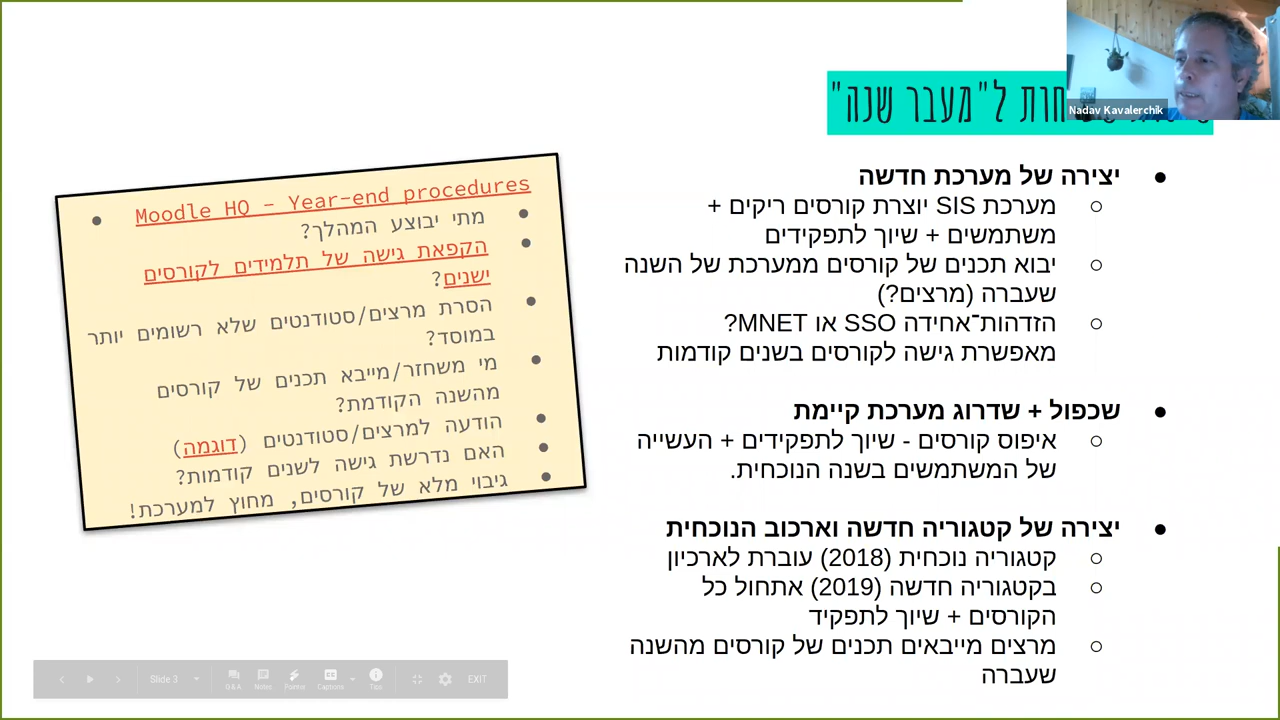 חות ל"מעבר שנה"
Nadav Kavalerchik
● יצירה של מערכת חדשה
○ מערכת SIS יוצרת קורסים ריקים +
משתמשים + שיוך לתפקידים
○ יבוא תכנים של קורסים ממערכת של השנה
שעברה (מרצים?)
○ הזדהות־אחידה SSO או MNET?
מאפשרת גישה לקורסים בשנים קודמות
● שכפול + שדרוג מערכת קיימת
○ איפוס קורסים - שיוך לתפקידים + העשייה
של המשתמשים בשנה הנוכחית.
● יצירה של קטגוריה חדשה וארכוב הנוכחית
○ קטגוריה נוכחית (2018) עוברת לארכיון
○ בקטגוריה חדשה (2019) אתחול כל
הקורסים + שיוך לתפקיד
○ מרצים מייבאים תכנים של קורסים מהשנה
שעברה
● Moodle HQ - Year-end procedures
● מתי יבוצע המהלך?
● הקפאת גישה של תלמידים לקורסים
ישנים?
● הסרת מרצים/סטודנטים שלא רשומים יותר
במוסד?
● מי משחזר/מייבא תכנים של קורסים
מהשנה הקודמת?
● הודעה למרצים/סטודנטים (דוגמה)
● האם נדרשת גישה לשנים קודמות?
● גיבוי מלא של קורסים, מחוץ למערכת!
Slide 3
Q&A
Notes
Pointer
Captions
Tips
EXIT